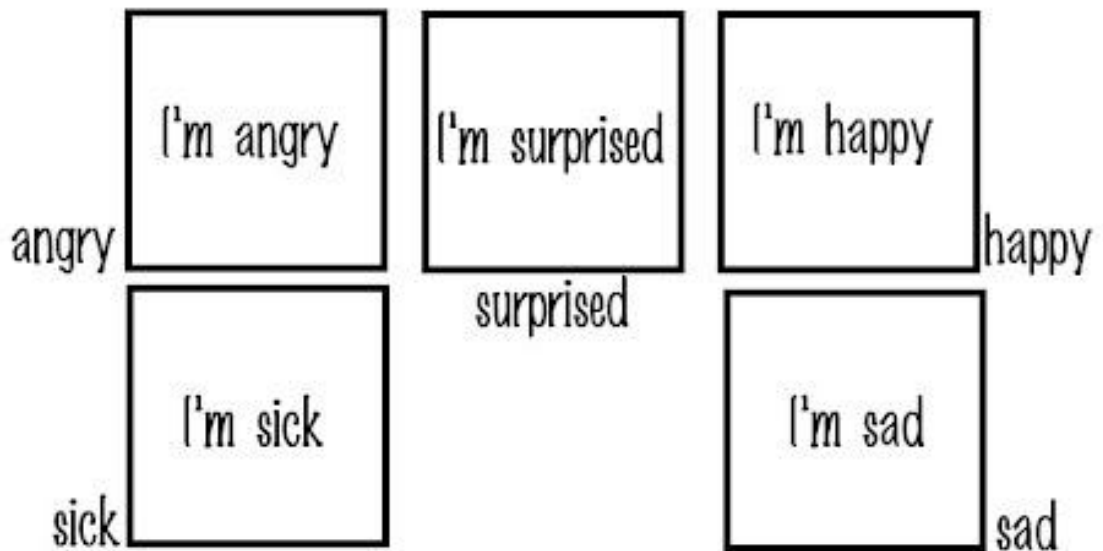 I'm angry
I'm surprised
I'm happy
angry
happy
surprised
I'm sick
I'm sad
sick
sad